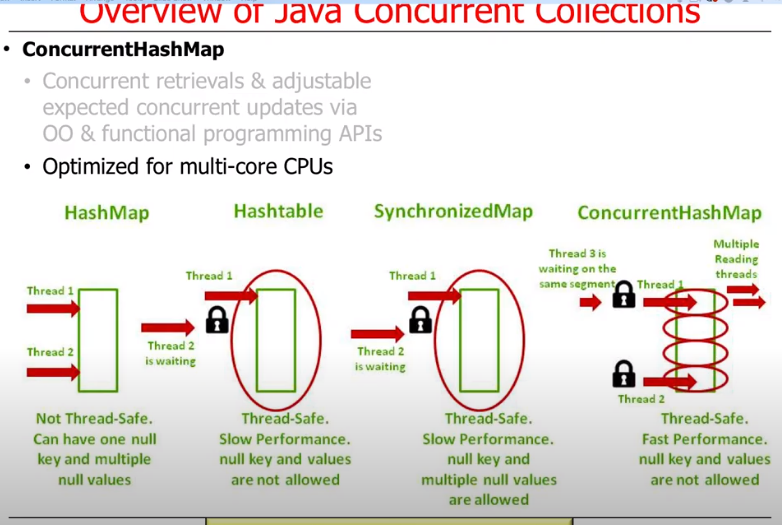 Overview of Java Concurrent Collections
• ConcurrentHashMap
• Concurrent retrievals & adjustable
expected concurrent updates via
OO & functional programming APIs
• Optimized for multi-core CPUs
HashMap
Thread 1
Thread 2
Not Thread-Safe.
Can have one null
key and multiple
null values
Hashtable
Thread 1
Thread 2
is waiting
Thread-Safe.
Slow Performance.
null key and values
are not allowed
SynchronizedMap
Thread 1
Thread 2
is waiting
Thread-Safe.
Slow Performance.
null key and
multiple null values
are allowed
ConcurrentHashMap
Thread 3 is
waiting on the
same segment
Thread 1
Multiple
Reading
threads
Thread 2
Thread-Safe.
Fast Performance.
null key and values
are not allowed